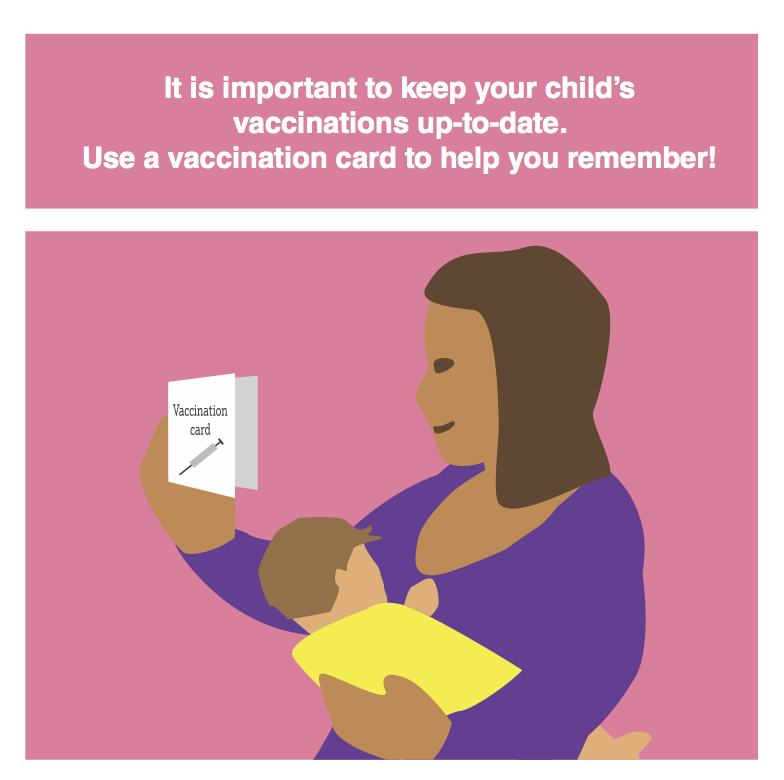 It is important to keep your child’s
vaccinations up-to-date.
Use a vaccination card to help you remember!
Vaccination
card